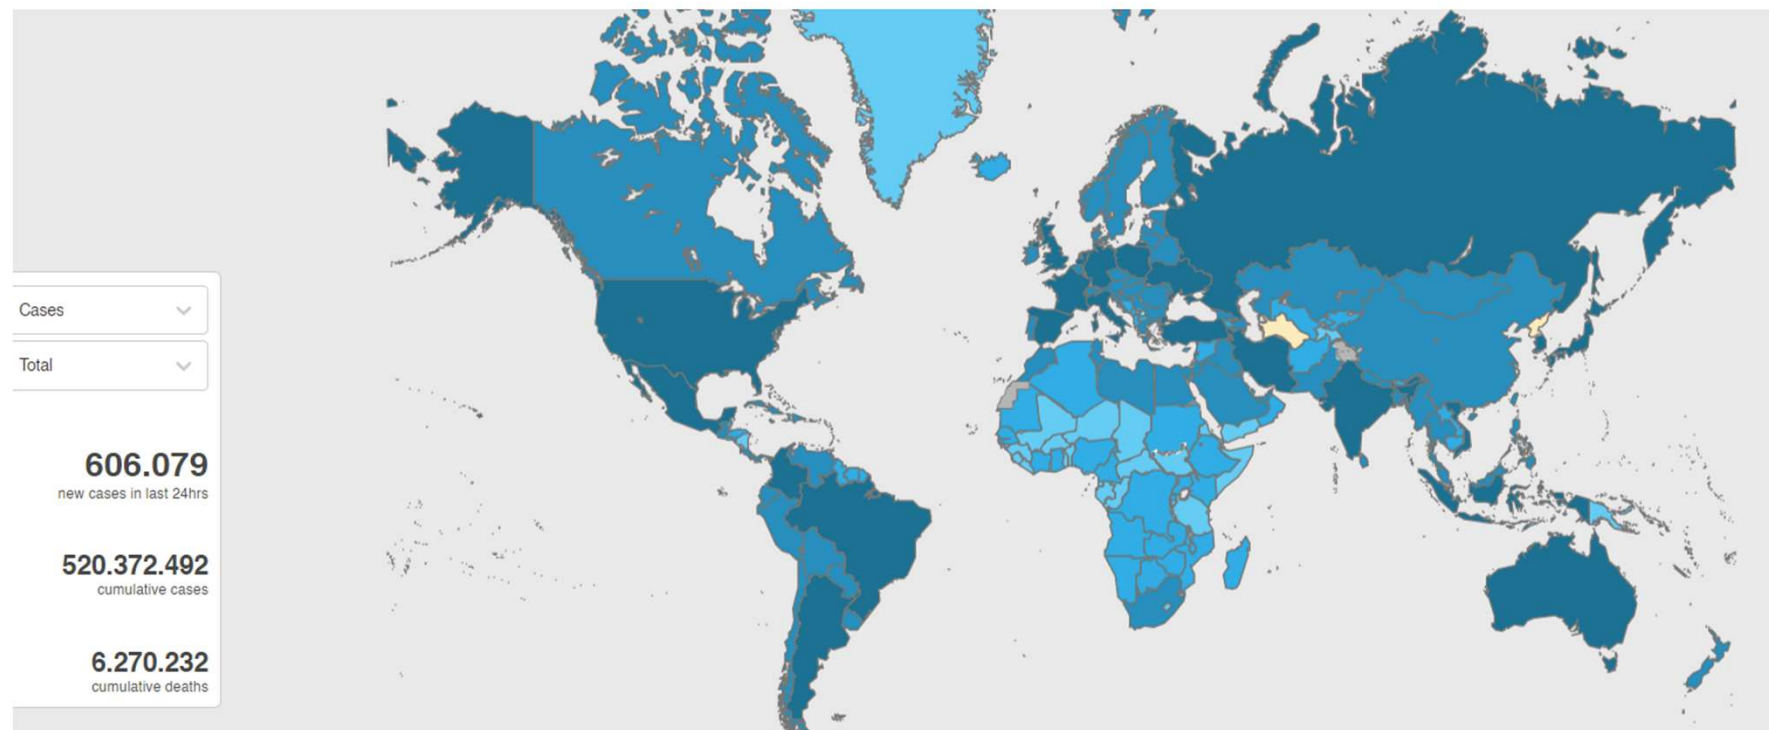 Cases
Total
606.079
new cases in last 24hrs
520.372.492
cumulative cases
6.270.232
cumulative deaths